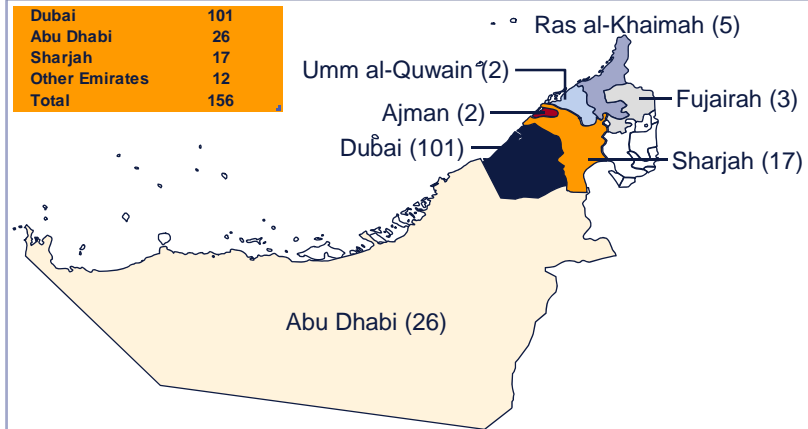 Dubai 101
Abu Dhabi 26
Sharjah 17
Other Emirates 12
Total 156
Ras al-Khaimah (5)
Umm al-Quwain (2)
Fujairah (3)
Ajman (2)
Dubai (101)
Sharjah (17)
Abu Dhabi (26)